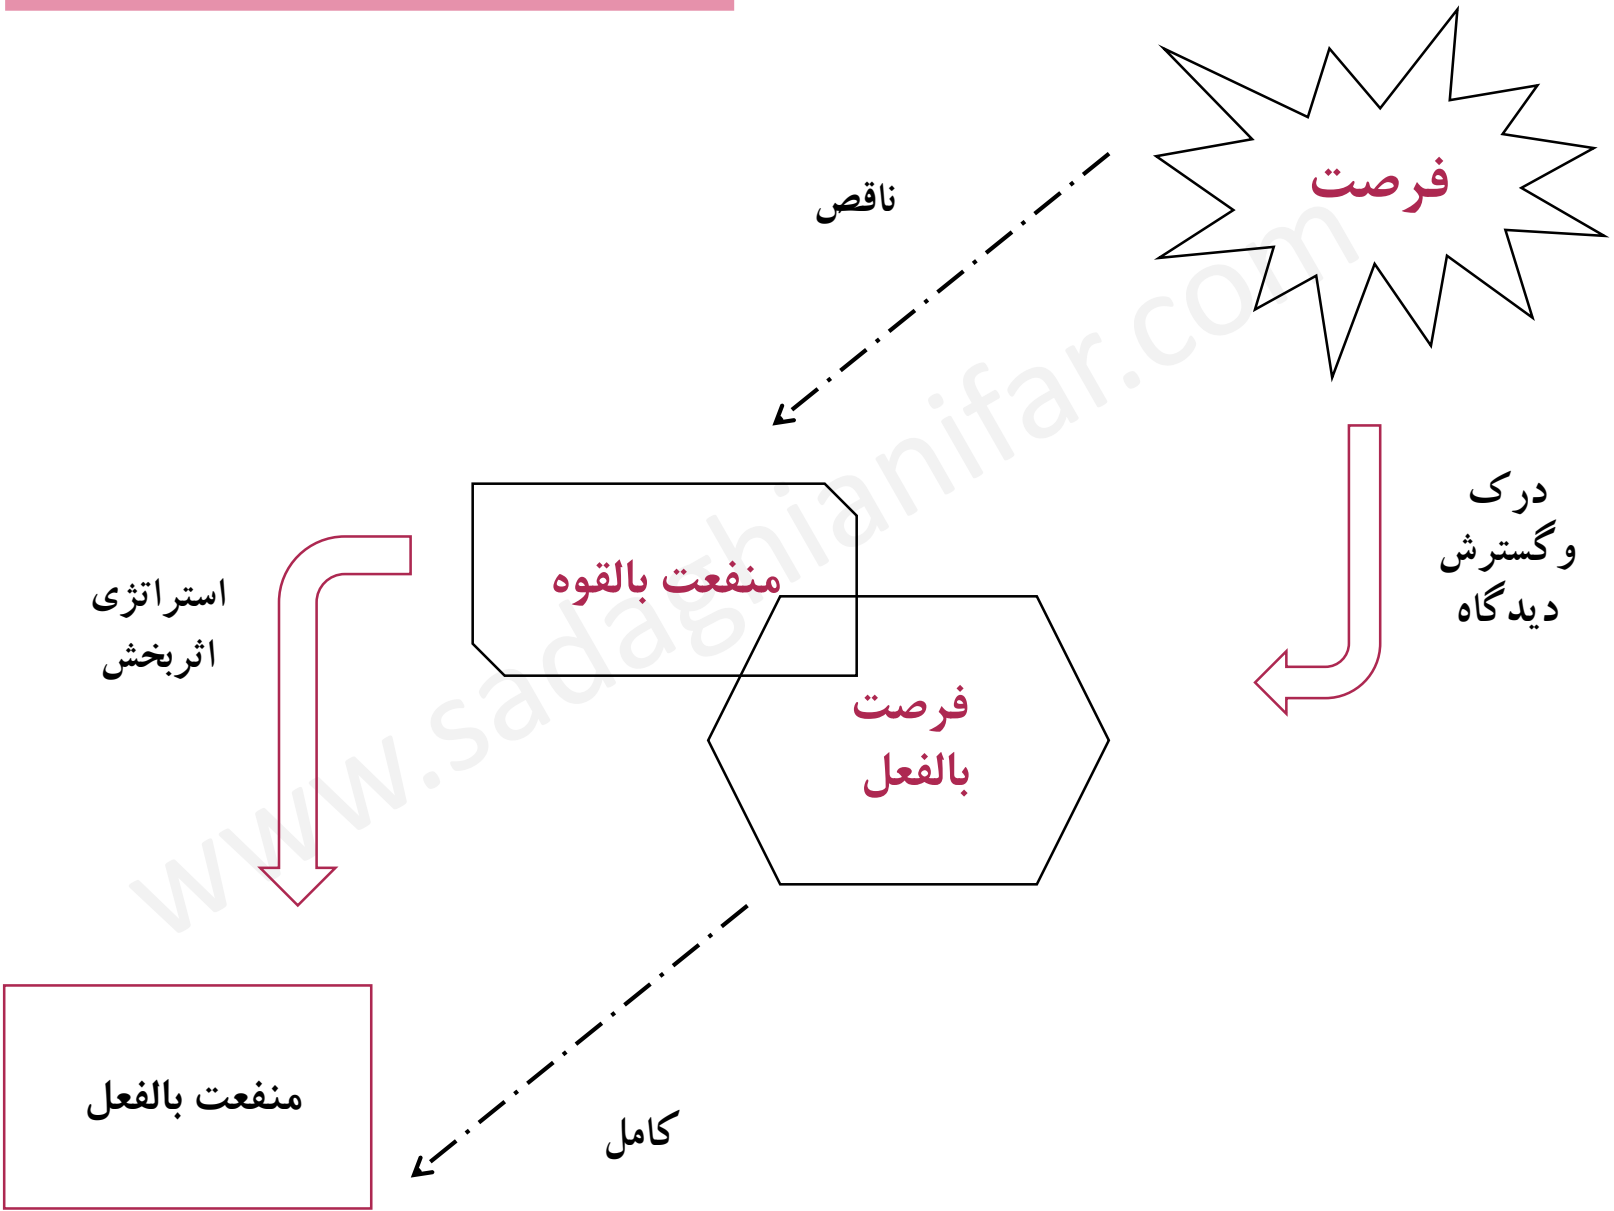 فرصت
ناقص
درک
و گسترش
دیدگاه
منفعت بالقوه
استراتژی
اثربخش
فرصت
بالفعل
منفعت بالفعل
کامل
www.sadaghianifar.com